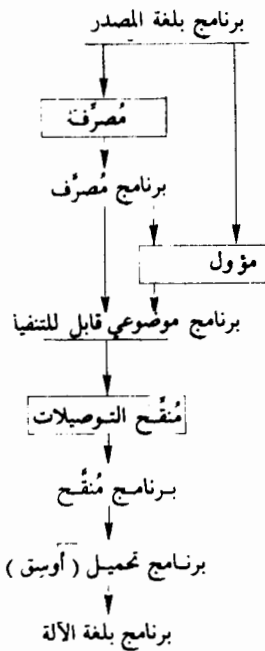 برنامج بلغة المصدر
مُصرَّف
برنامج مُصرَّف
مؤول
برنامج موضوعي قابل للتنفيذ
مُنقَّح التوصيلات
برنامج مُنقَّح
برنامج تحميل ( أوسق )
برنامج بلغة الآلة